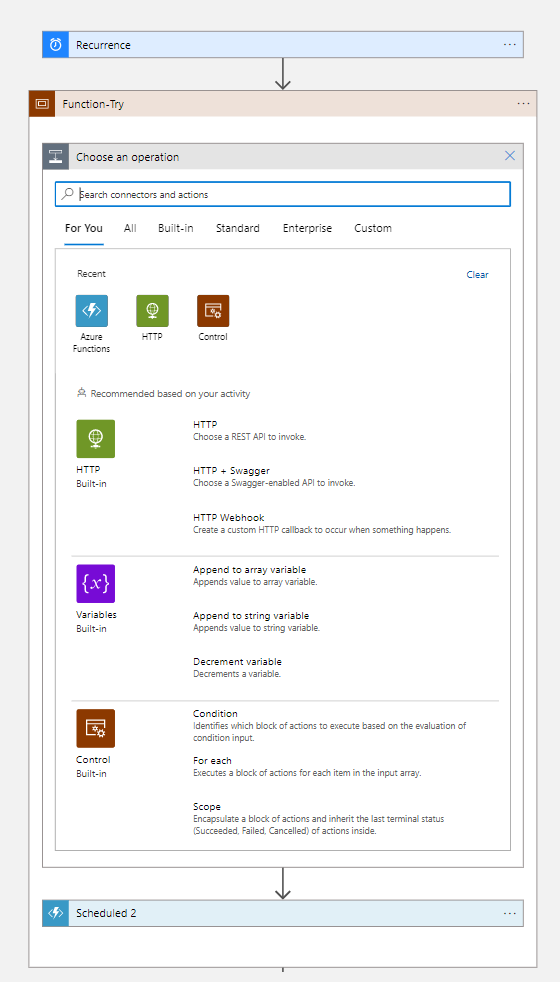 Recurrence
...
Function-Try
...
Choose an operation
Search connectors and actions
For You All Built-in Standard Enterprise Custom
Recent
Clear
Azure
Functions
HTTP
Control
Recommended based on your activity
HTTP
Built-in
HTTP
Choose a REST API to invoke.
HTTP + Swagger
Choose a Swagger-enabled API to invoke.
HTTP Webhook
Create a custom HTTP callback to occur when something happens.
{x}
Variables
Built-in
Append to array variable
Appends value to array variable.
Append to string variable
Appends value to string variable.
Decrement variable
Decrements a variable.
Control
Built-in
Condition
Identifies which block of actions to execute based on the evaluation of
condition input.
For each
Executes a block of actions for each item in the input array.
Scope
Encapsulate a block of actions and inherit the last terminal status
(Succeeded, Failed, Cancelled) of actions inside.
Scheduled 2
...